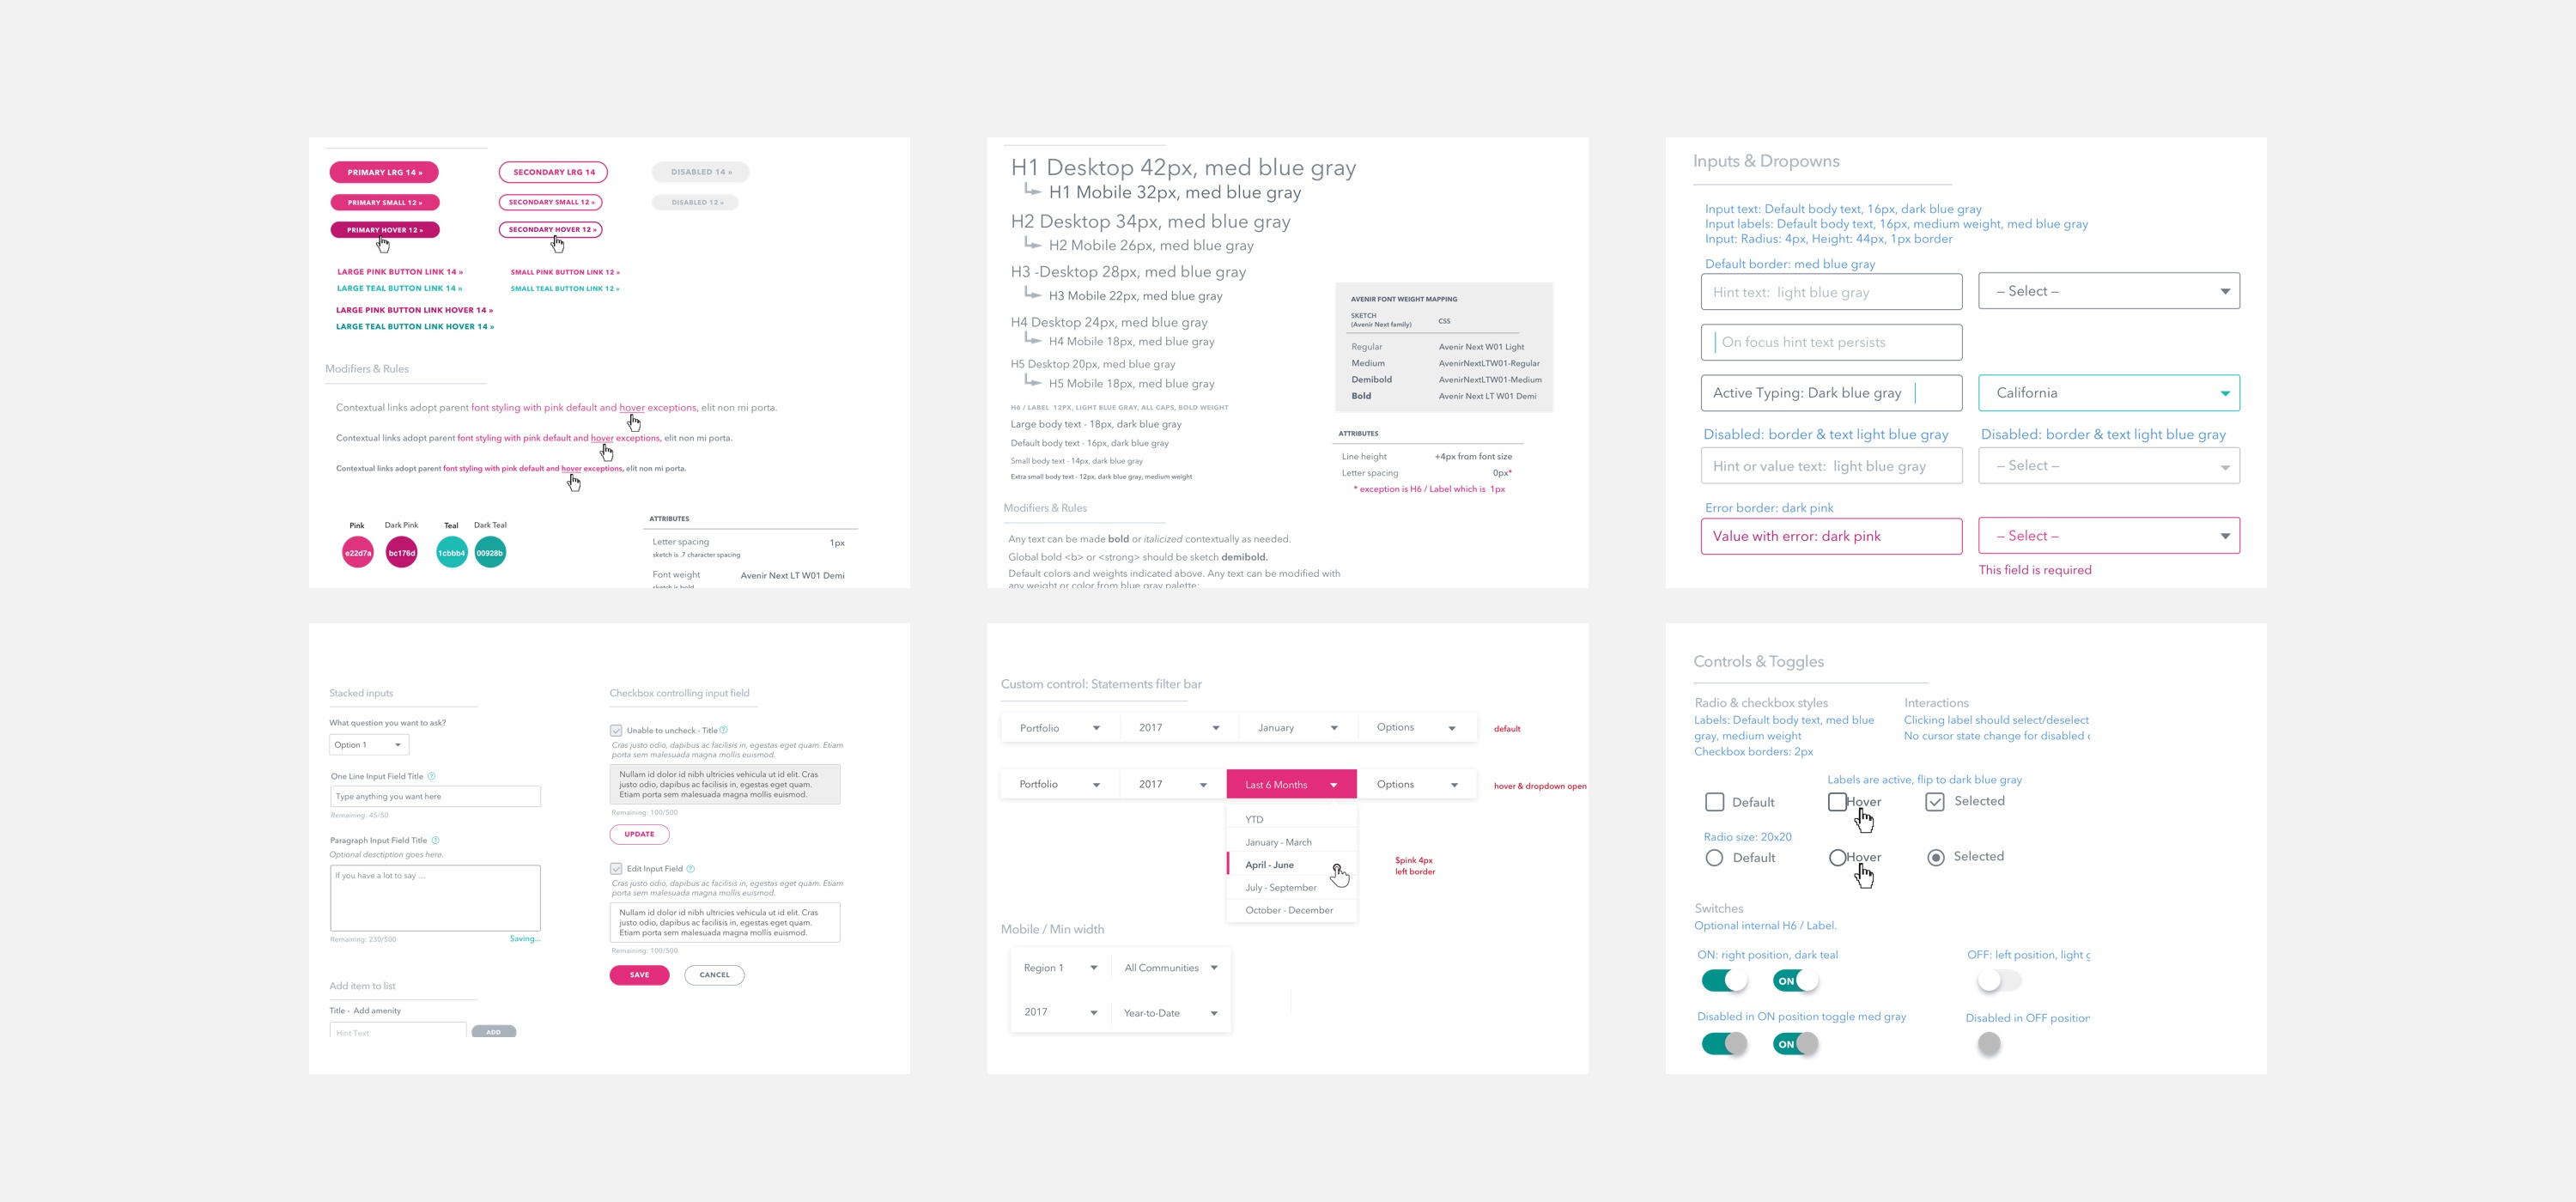 PRIMARY LRG 14 »
SECONDARY LRG 14
DISABLED 14 »
PRIMARY SMALL 12 »
SECONDARY SMALL 12 »
DISABLED 12 »
PRIMARY HOVER 12 »
SECONDARY HOVER 12 »
LARGE PINK BUTTON LINK 14 »
SMALL PINK BUTTON LINK 12 »
LARGE TEAL BUTTON LINK 14 »
SMALL TEAL BUTTON LINK 12 »
LARGE PINK BUTTON LINK HOVER 14 »
LARGE TEAL BUTTON LINK HOVER 14 »
Modifiers & Rules
Contextual links adopt parent font styling with pink default and hover exceptions, elit non mi porta.
Contextual links adopt parent font styling with pink default and hover exceptions, elit non mi porta.
Contextual links adopt parent font styling with pink default and hover exceptions, elit non mi porta.
Pink Dark Pink Teal Dark Teal
e22d7a bc176d 1cbbb4 00928b
ATTRIBUTES
Letter spacing 1px
sketch is .7 character spacing
Font weight Avenir Next LT W01 Demi
sketch is bold
H1 Desktop 42px, med blue gray
H1 Mobile 32px, med blue gray
H2 Desktop 34px, med blue gray
H2 Mobile 26px, med blue gray
H3 -Desktop 28px, med blue gray
H3 Mobile 22px, med blue gray
H4 Desktop 24px, med blue gray
H4 Mobile 18px, med blue gray
H5 Desktop 20px, med blue gray
H5 Mobile 18px, med blue gray
H6 / LABEL 12PX, LIGHT BLUE GRAY, ALL CAPS, BOLD WEIGHT
Large body text - 18px, dark blue gray
Default body text - 16px, dark blue gray
Small body text - 14px, dark blue gray
Extra small body text - 12px, dark blue gray, medium weight
AVENIR FONT WEIGHT MAPPING
SKETCH
(Avenir Next family)
CSS
Regular Avenir Next W01 Light
Medium AvenirNextLTW01-Regular
Demibold AvenirNextLTW01-Medium
Bold Avenir Next LT W01 Demi
ATTRIBUTES
Line height +4px from font size
Letter spacing 0px*
* exception is H6 / Label which is 1px
Modifiers & Rules
Any text can be made bold or italicized contextually as needed.
Global bold <b> or <strong> should be sketch demibold.
Default colors and weights indicated above. Any text can be modified with
any weight or color from blue gray palette:
Inputs & Dropowns
Input text: Default body text, 16px, dark blue gray
Input labels: Default body text, 16px, medium weight, med blue gray
Input: Radius: 4px, Height: 44px, 1px border
Default border: med blue gray
Hint text: light blue gray
– Select –
On focus hint text persists
Active Typing: Dark blue gray
California
Disabled: border & text light blue gray
Disabled: border & text light blue gray
Hint or value text: light blue gray
– Select –
Error border: dark pink
Value with error: dark pink
– Select –
This field is required
Stacked inputs
What question you want to ask?
Option 1
One Line Input Field Title ?
Type anything you want here
Remaining: 45/50
Paragraph Input Field Title ?
Optional desctiption goes here.
If you have a lot to say ...
Remaining: 230/500
Saving...
Add item to list
Title - Add amenity
Hint Text
ADD
Checkbox controlling input field
Unable to uncheck - Title ?
Cras justo odio, dapibus ac facilisis in, egestas eget quam. Etiam
porta sem malesuada magna mollis euismod.
Nullam id dolor id nibh ultricies vehicula ut id elit. Cras
justo odio, dapibus ac facilisis in, egestas eget quam.
Etiam porta sem malesuada magna mollis euismod.
Remaining: 100/500
UPDATE
Edit Input Field ?
Cras justo odio, dapibus ac facilisis in, egestas eget quam. Etiam
porta sem malesuada magna mollis euismod.
Nullam id dolor id nibh ultricies vehicula ut id elit. Cras
justo odio, dapibus ac facilisis in, egestas eget quam.
Etiam porta sem malesuada magna mollis euismod.
Remaining: 100/500
SAVE
CANCEL
Custom control: Statements filter bar
Portfolio 2017 January Options default
Portfolio 2017 Last 6 Months Options hover & dropdown open
YTD
January - March
April - June
July - September
October - December
$pink 4px
left border
Mobile / Min width
Region 1 All Communities
2017 Year-to-Date
Controls & Toggles
Radio & checkbox styles
Labels: Default body text, med blue
gray, medium weight
Checkbox borders: 2px
Interactions
Clicking label should select/deselect
No cursor state change for disabled
Labels are active, flip to dark blue gray
Default Hover Selected
Radio size: 20x20
Default Hover Selected
Switches
Optional internal H6 / Label.
ON: right position, dark teal
OFF: left position, light
ON
Disabled in ON position toggle med gray
Disabled in OFF position
ON